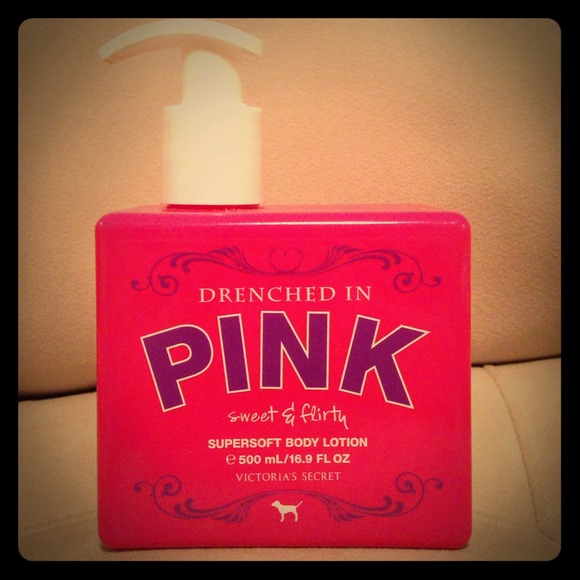 DRENCHED IN
PINK
sweet & flirty
SUPERSOFT BODY LOTION
℮ 500 mL/16.9 FL OZ
VICTORIA'S SECRET